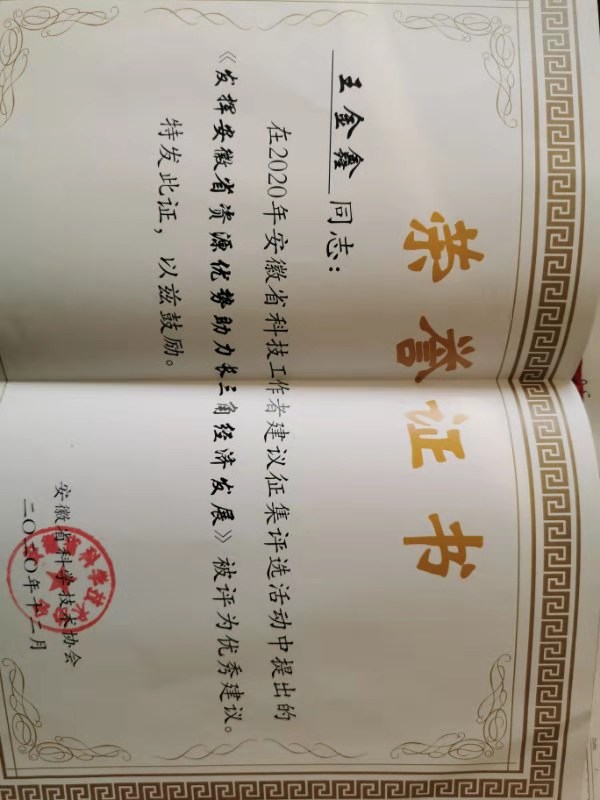 荣誉证书
王金鑫 同志：
在2020年安徽省科技工作者建议征集评选活动中提出的
《发挥安徽省资源优势助力长三角经济发展》被评为优秀建议。
特发此证，以兹鼓励。
安徽省科学技术协会
二〇二〇年十二月